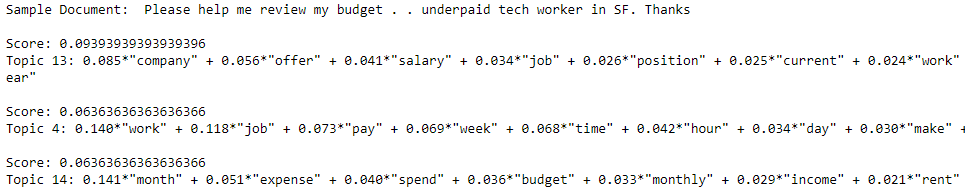 Sample Document:  Please help me review my budget . . underpaid tech worker in SF. Thanks
Score: 0.09393939393939396
Topic 13: 0.085*"company" + 0.056*"offer" + 0.041*"salary" + 0.034*"job" + 0.026*"position" + 0.025*"current" + 0.024*"work"
ear"
Score: 0.06363636363636366
Topic 4: 0.140*"work" + 0.118*"job" + 0.073*"pay" + 0.069*"week" + 0.068*"time" + 0.042*"hour" + 0.034*"day" + 0.030*"make" +
Score: 0.06363636363636366
Topic 14: 0.141*"month" + 0.051*"expense" + 0.040*"spend" + 0.036*"budget" + 0.033*"monthly" + 0.029*"income" + 0.021*"rent"